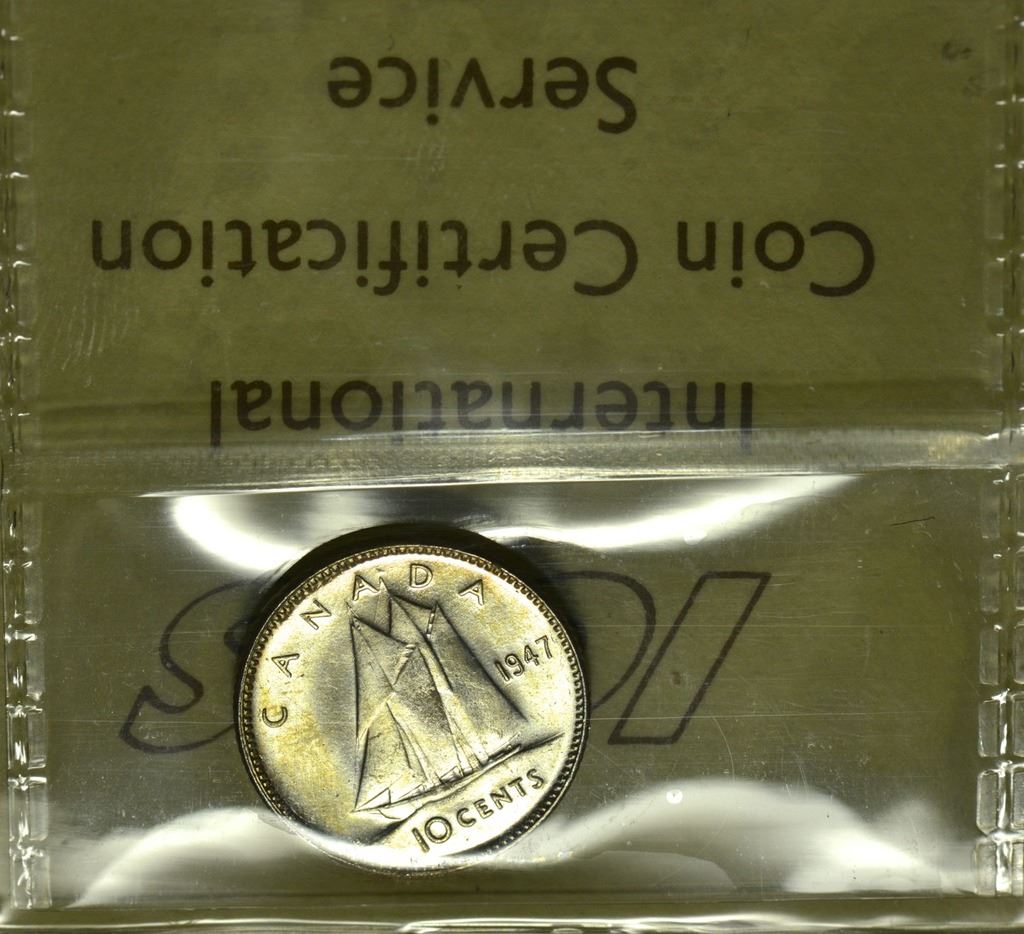 International
Coin Certification
Service
CANADA
1947
10 CENTS